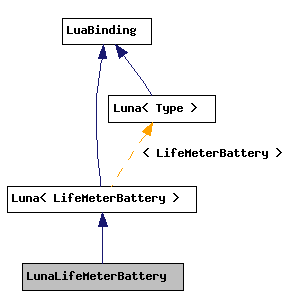 LuaBinding
Luna< Type >
< LifeMeterBattery >
Luna< LifeMeterBattery >
LunaLifeMeterBattery